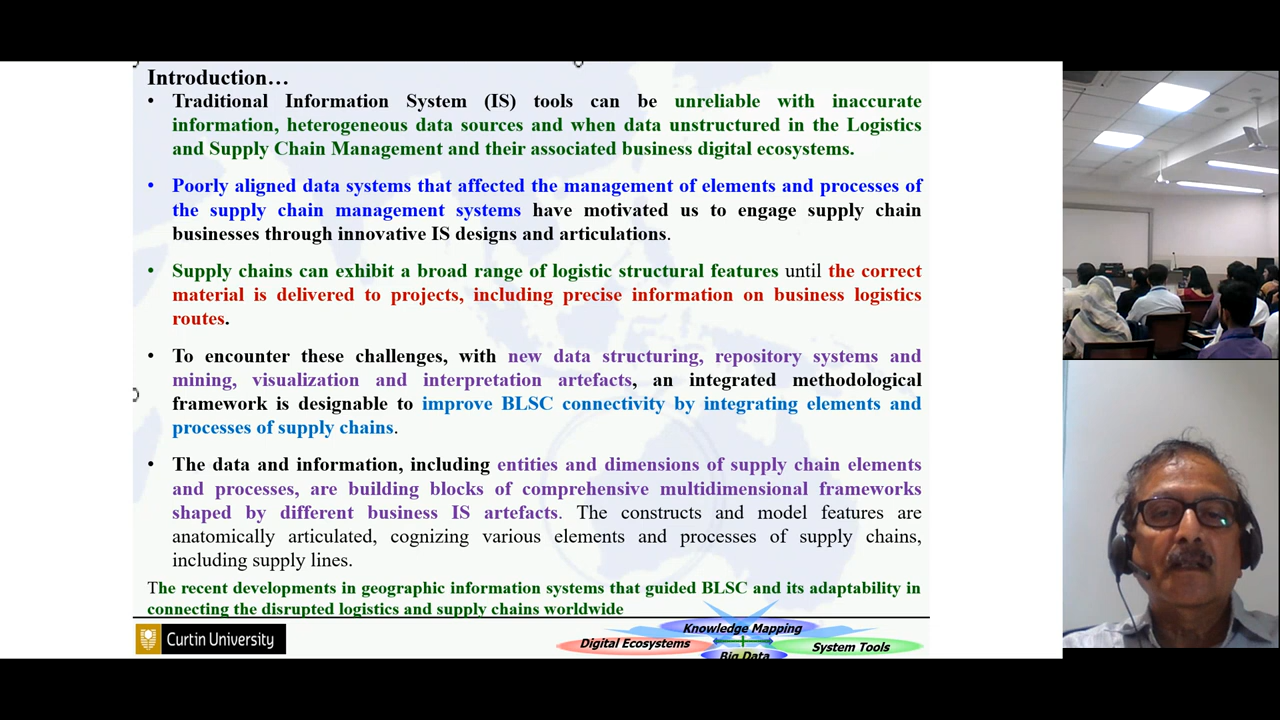 Introduction…
• Traditional Information System (IS) tools can be unreliable with inaccurate
information, heterogeneous data sources and when data unstructured in the Logistics
and Supply Chain Management and their associated business digital ecosystems.
• Poorly aligned data systems that affected the management of elements and processes of
the supply chain management systems have motivated us to engage supply chain
businesses through innovative IS designs and articulations.
• Supply chains can exhibit a broad range of logistic structural features until the correct
material is delivered to projects, including precise information on business logistics
routes.
• To encounter these challenges, with new data structuring, repository systems and
mining, visualization and interpretation artefacts, an integrated methodological
framework is designable to improve BLSC connectivity by integrating elements and
processes of supply chains.
• The data and information, including entities and dimensions of supply chain elements
and processes, are building blocks of comprehensive multidimensional frameworks
shaped by different business IS artefacts. The constructs and model features are
anatomically articulated, cognizing various elements and processes of supply chains,
including supply lines.
The recent developments in geographic information systems that guided BLSC and its adaptability in
connecting the disrupted logistics and supply chains worldwide
Curtin University
Knowledge Mapping
Digital Ecosystems
System Tools
Big Data